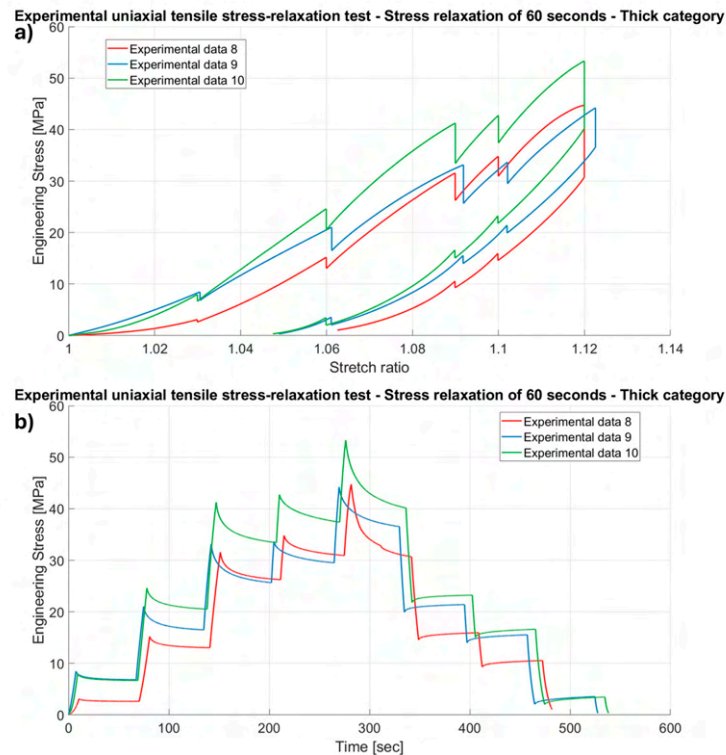 Experimental uniaxial tensile stress-relaxation test - Stress relaxation of 60 seconds - Thick category
a)
60
50
40
30
20
10
0
Engineering Stress [MPa]
Experimental data 8
Experimental data 9
Experimental data 10
1 1.02 1.04 1.06 1.08 1.1 1.12 1.14
Stretch ratio
Experimental uniaxial tensile stress-relaxation test - Stress relaxation of 60 seconds - Thick category
b)
60
50
40
30
20
10
0
Engineering Stress [MPa]
Experimental data 8
Experimental data 9
Experimental data 10
0 100 200 300 400 500 600
Time [sec]